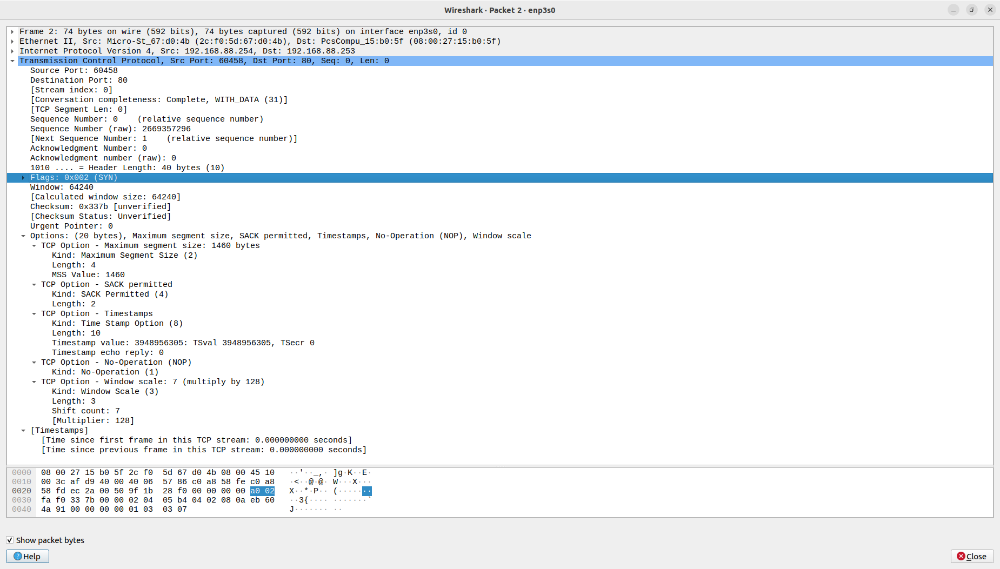 Wireshark · Packet 2 · enp3s0
Frame 2: 74 bytes on wire (592 bits), 74 bytes captured (592 bits) on interface enp3s0, id 0
Ethernet II, Src: Micro-St_67:d0:4b (2c:f0:5d:67:d0:4b), Dst: PcsCompu_15:b0:5f (08:00:27:15:b0:5f)
Internet Protocol Version 4, Src: 192.168.88.254, Dst: 192.168.88.253
Transmission Control Protocol, Src Port: 60458, Dst Port: 80, Seq: 0, Len: 0
Source Port: 60458
Destination Port: 80
[Stream index: 0]
[Conversation completeness: Complete, WITH_DATA (31)]
[TCP Segment Len: 0]
Sequence Number: 0    (relative sequence number)
Sequence Number (raw): 2669357296
[Next Sequence Number: 1    (relative sequence number)]
Acknowledgment Number: 0
Acknowledgment number (raw): 0
1010 .... = Header Length: 40 bytes (10)
Flags: 0x002 (SYN)
Window: 64240
[Calculated window size: 64240]
Checksum: 0x337b [unverified]
[Checksum Status: Unverified]
Urgent Pointer: 0
Options: (20 bytes), Maximum segment size, SACK permitted, Timestamps, No-Operation (NOP), Window scale
TCP Option - Maximum segment size: 1460 bytes
Kind: Maximum Segment Size (2)
Length: 4
MSS Value: 1460
TCP Option - SACK permitted
Kind: SACK Permitted (4)
Length: 2
TCP Option - Timestamps
Kind: Time Stamp Option (8)
Length: 10
Timestamp value: 3948956305: TSval 3948956305, TSecr 0
Timestamp echo reply: 0
TCP Option - No-Operation (NOP)
Kind: No-Operation (1)
TCP Option - Window scale: 7 (multiply by 128)
Kind: Window Scale (3)
Length: 3
Shift count: 7
[Multiplier: 128]
[Timestamps]
[Time since first frame in this TCP stream: 0.000000000 seconds]
[Time since previous frame in this TCP stream: 0.000000000 seconds]
0000  08 00 27 15 b0 5f 2c f0  5d 67 d0 4b 08 00 45 10  ··'··_,· ]g·K··E·
0010  00 3c af d9 40 00 40 06  57 86 c0 a8 58 fe c0 a8  ·<··@·@· W···X···
0020  58 fd ec 2a 00 50 9f 1b  28 f0 00 00 00 00 a0 02  X··*·P·· (·······
0030  fa f0 33 7b 00 00 02 04  05 b4 04 02 08 0a eb 60  ··3{···· ·······`
0040  4a 91 00 00 00 00 01 03  03 07  J······· ··
Show packet bytes
Help
Close